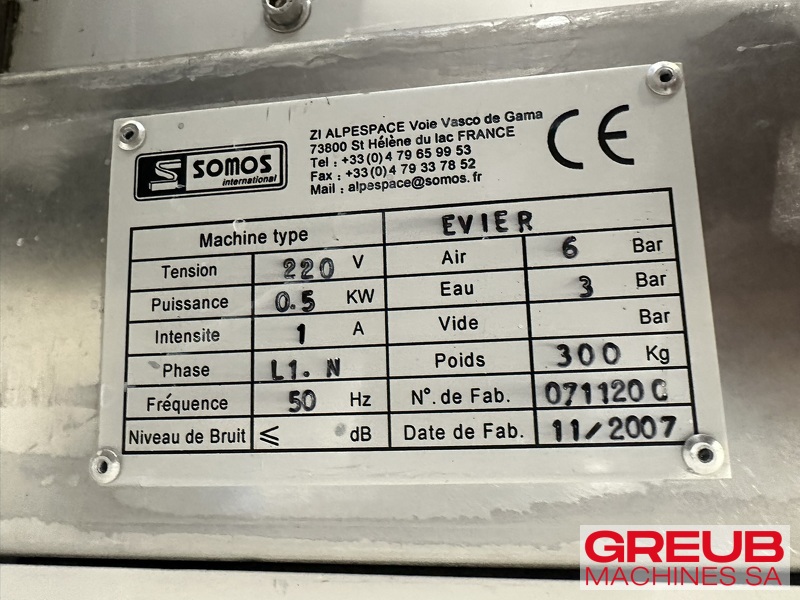 SOMOS
international
ZI ALPESPACE Voie Vasco de Gama
73800 St Hélène du lac FRANCE
Tel : +33(0)4 79 65 99 53
Fax : +33(0)4 79 33 78 52
Mail : alpespace@somos.fr
CE
Machine type EVIER
Tension 220 V Air 6 Bar
Puissance 0.5 KW Eau 3 Bar
Intensite 1 A Vide Bar
Phase L1. N Poids 300 Kg
Fréquence 50 Hz N°. de Fab. 071120C
Niveau de Bruit ≤ dB Date de Fab. 11/2007
GREUB
MACHINES SA